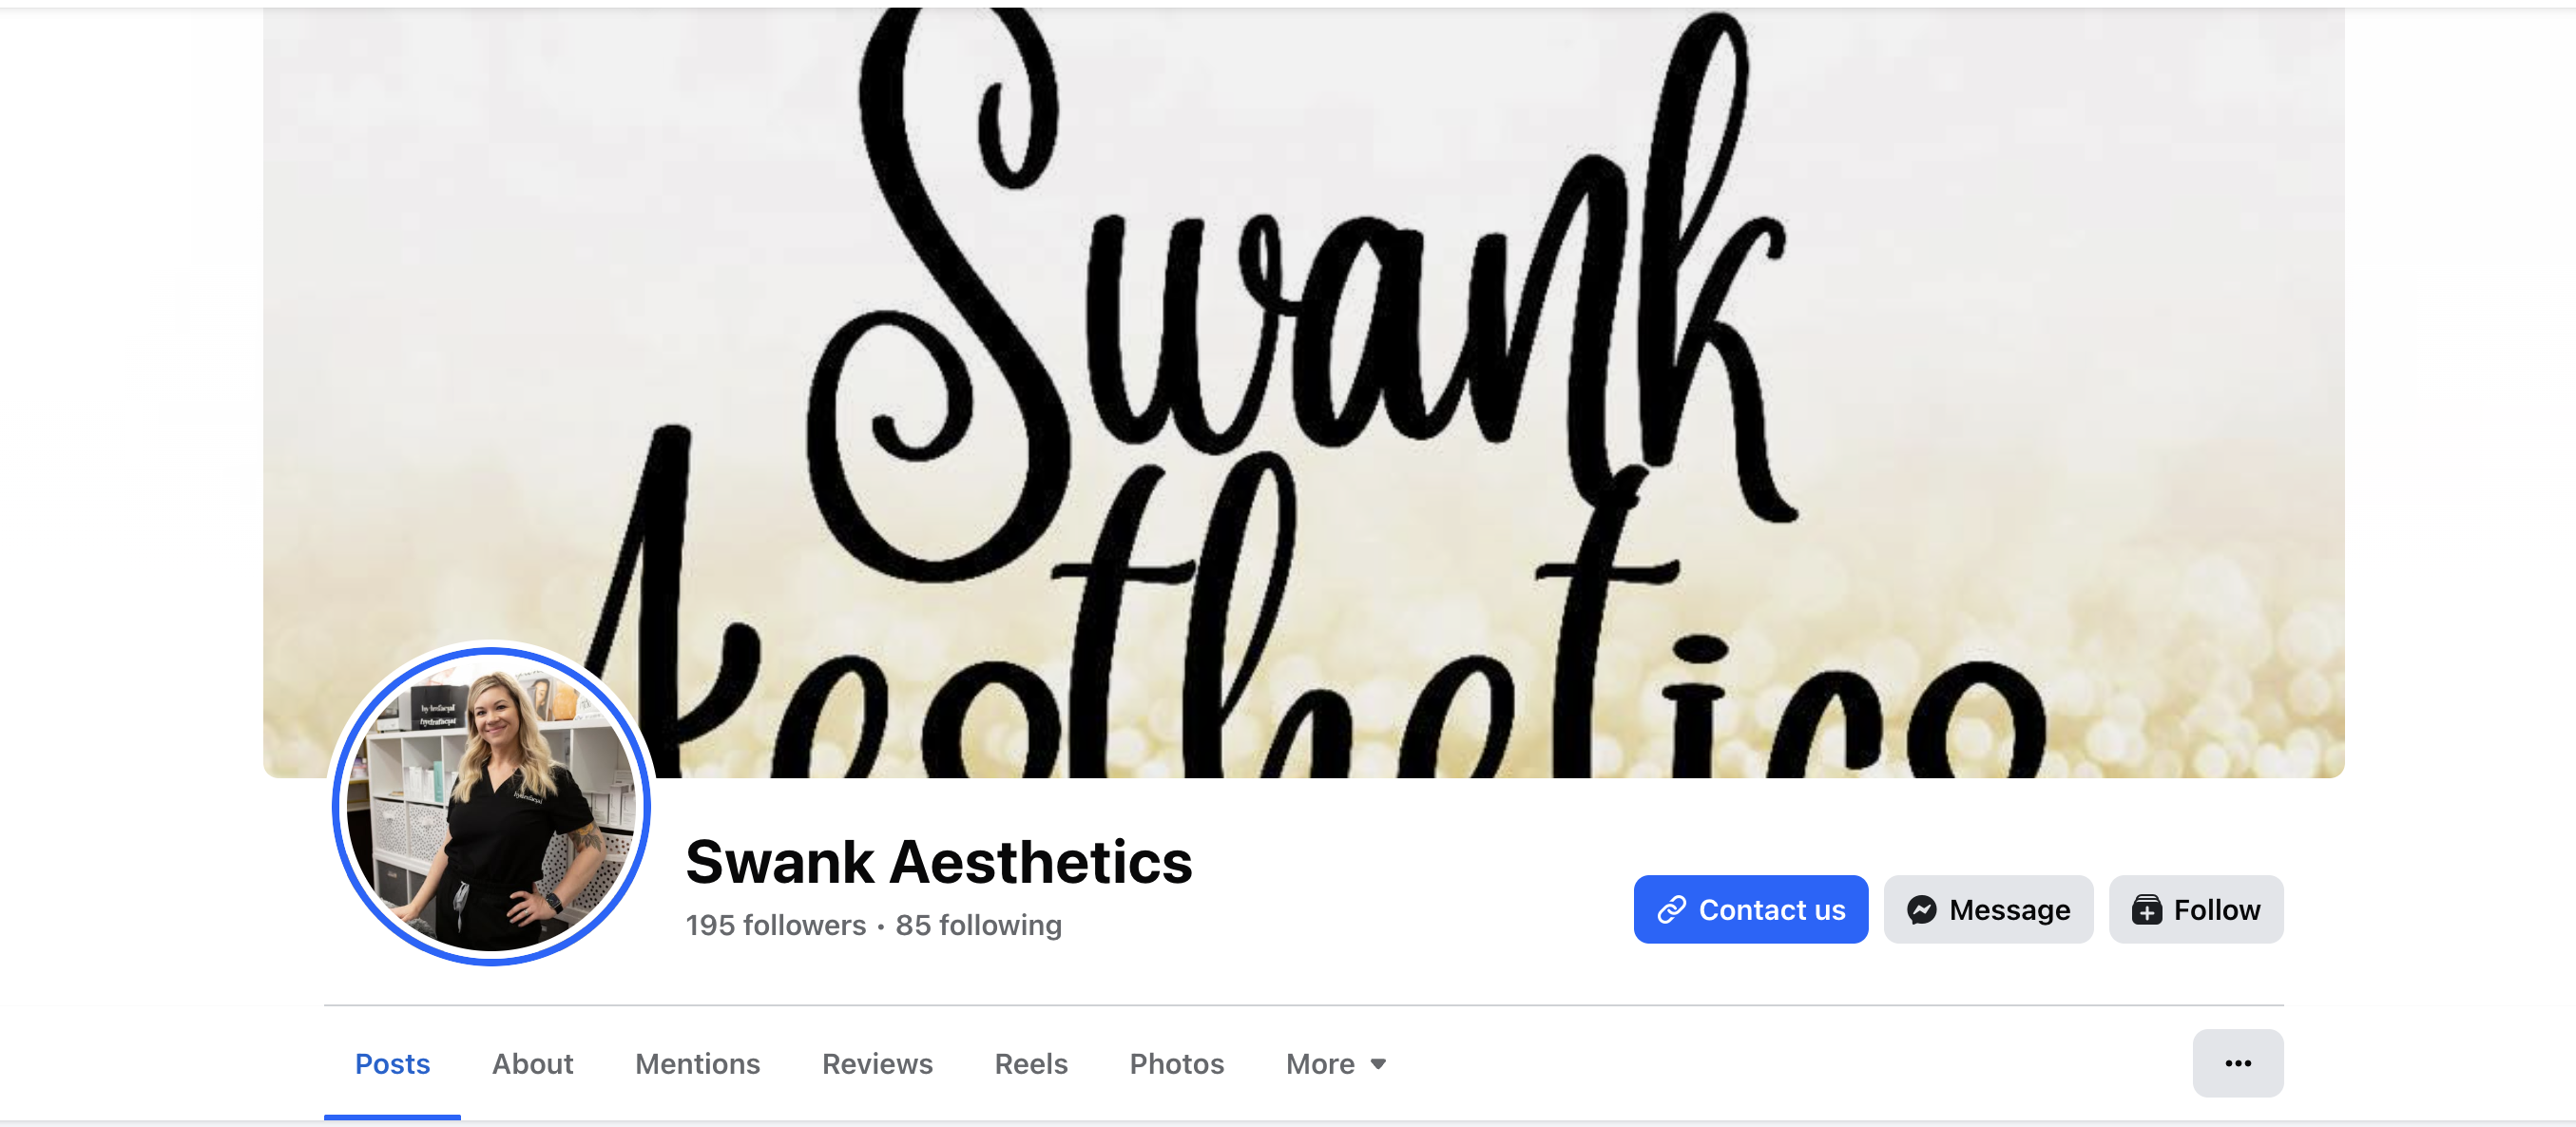 Swank
Aesthetics
hydrafacial
Swank Aesthetics
195 followers · 85 following
Contact us
Message
Follow
Posts
About
Mentions
Reviews
Reels
Photos
More